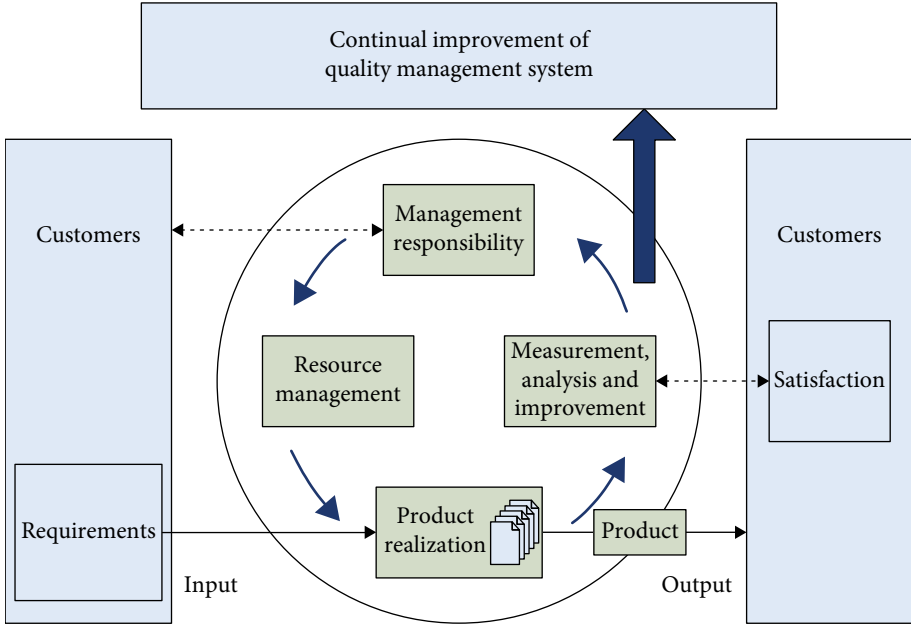 Continual improvement of
quality management system
Customers
Management
responsibility
Customers
Resource
management
Measurement,
analysis and
improvement
Satisfaction
Requirements
Product
realization
Product
Input
Output